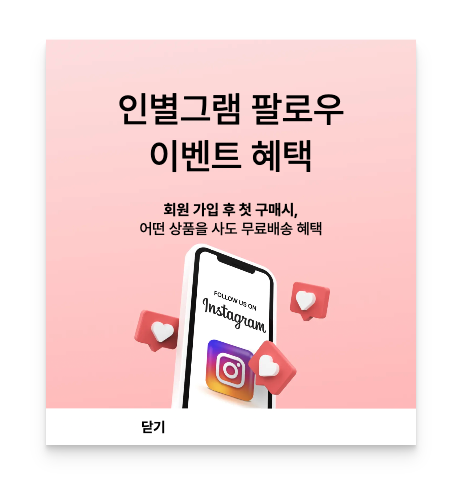 인별그램 팔로우
이벤트 혜택
회원 가입 후 첫 구매시,
어떤 상품을 사도 무료배송 혜택
FOLLOW US ON
Instagram
닫기